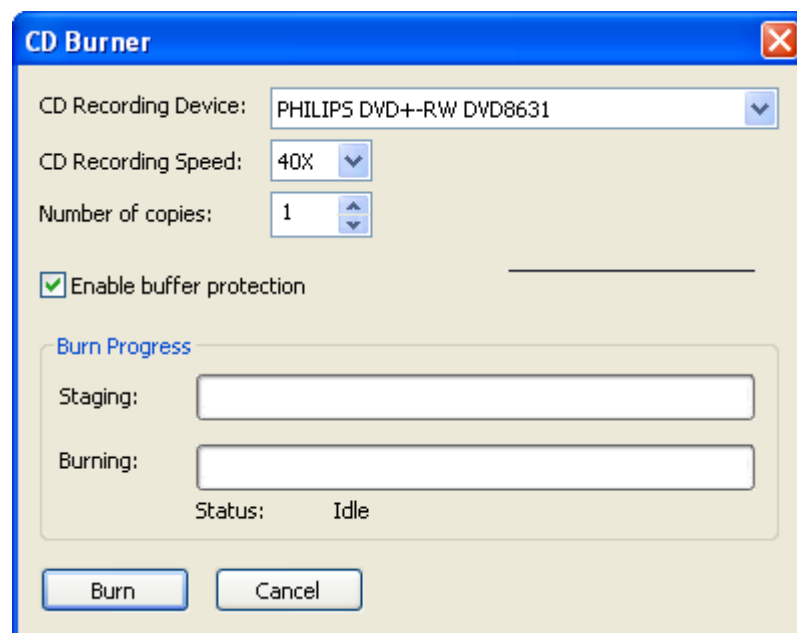 CD Burner
CD Recording Device: PHILIPS DVD+-RW DVD8631
CD Recording Speed: 40X
Number of copies: 1
Enable buffer protection
Burn Progress
Staging:
Burning:
Status: Idle
Burn Cancel